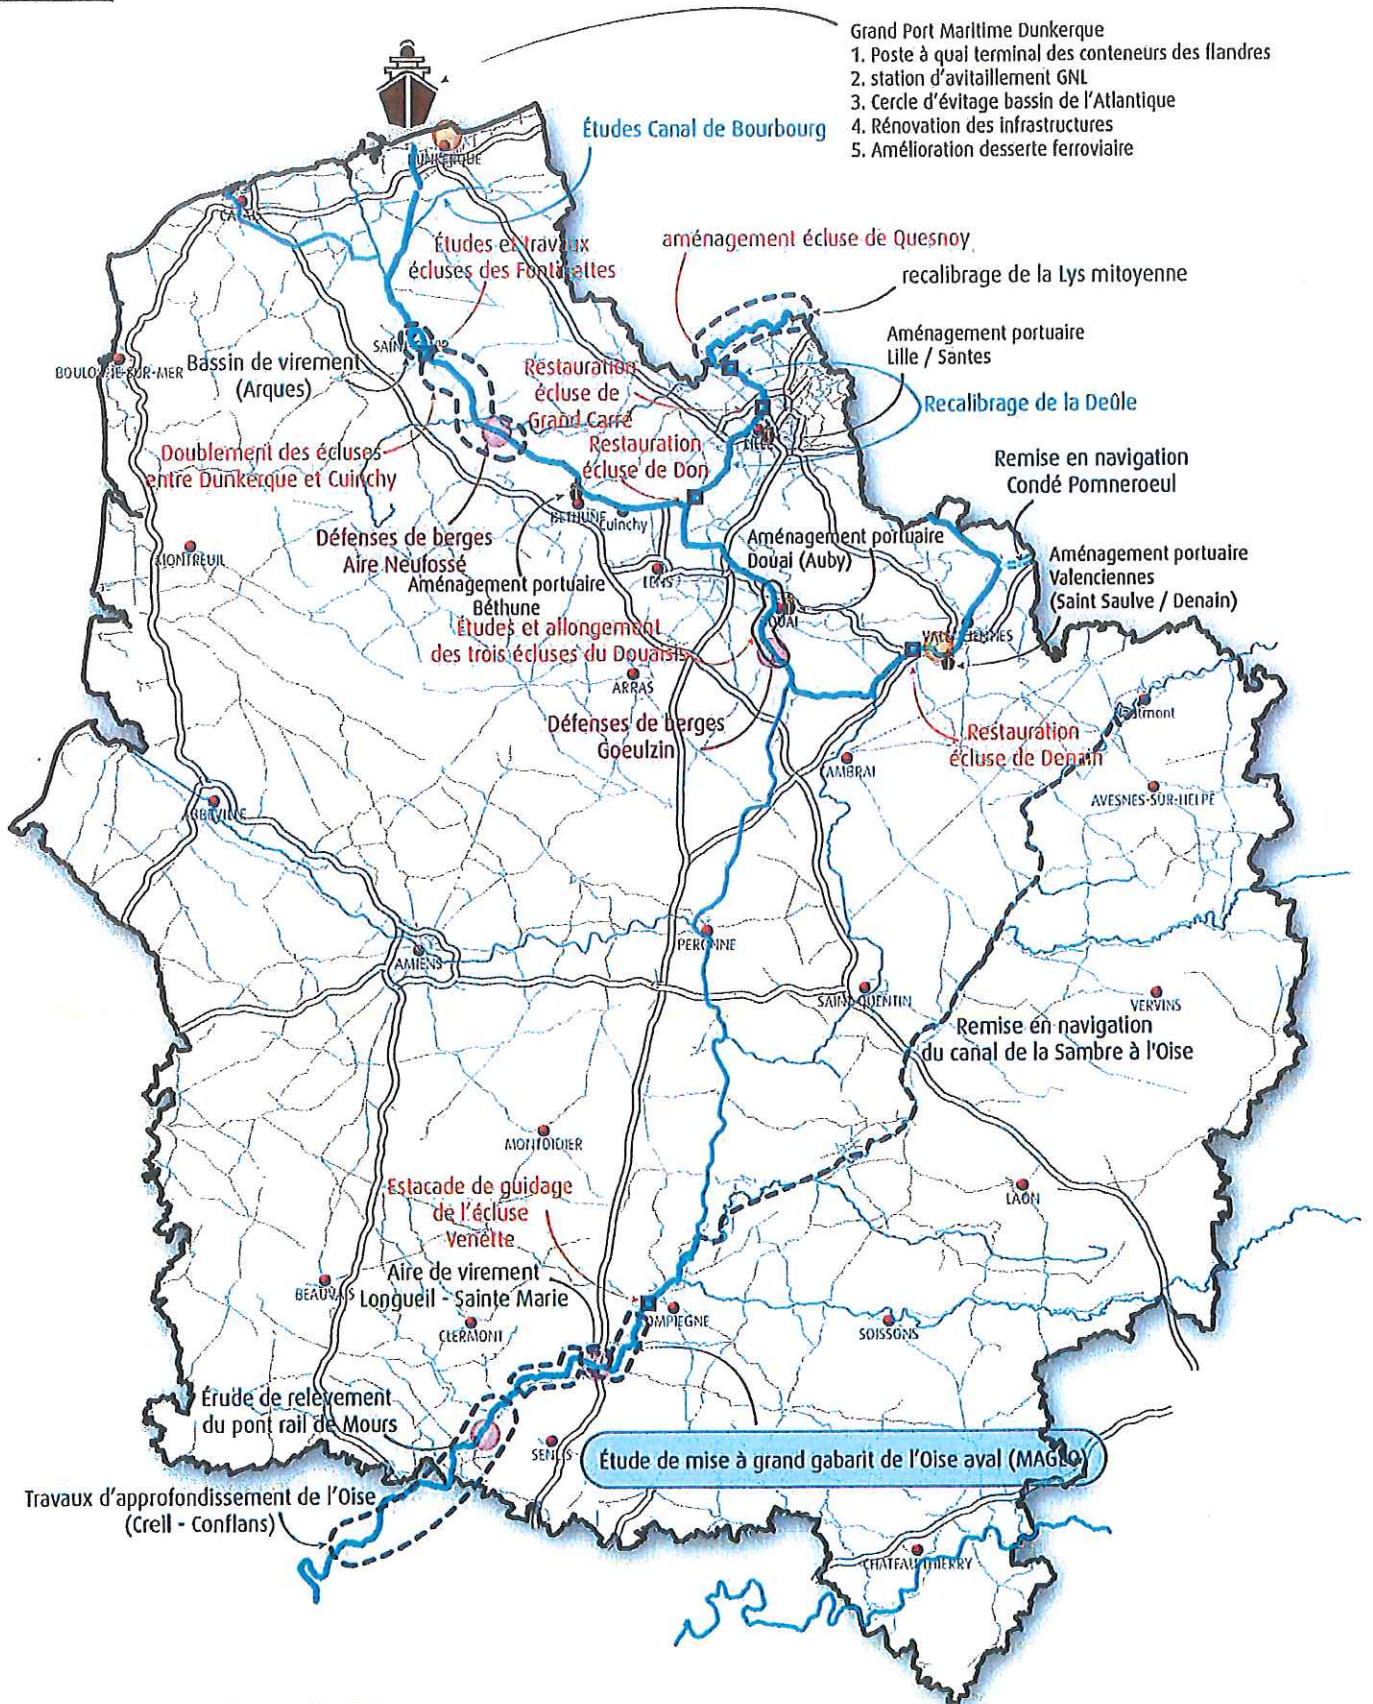 Grand Port Maritime Dunkerque
1. Poste à quai terminal des conteneurs des flandres
2. station d'avitaillement GNL
3. Cercle d'évitage bassin de l'Atlantique
4. Rénovation des infrastructures
5. Amélioration desserte ferroviaire
Études Canal de Bourbourg
DUNKERQUE
Études et travaux
écluses des Fontinettes
aménagement écluse de Quesnoy
recalibrage de la Lys mitoyenne
Aménagement portuaire
Lille / Santes
Bassin de virement
(Arques)
Restauration
écluse de
Grand Carré
Recalibrage de la Deûle
LILLE
Restauration
écluse de Don
Doublement des écluses
entre Dunkerque et Cuinchy
Remise en navigation
Condé Pomneroeul
BÉTHUNE
Cuinchy
Défenses de berges
Aire Neufossé
MONTREUIL
Aménagement portuaire
Douai (Auby)
Aménagement portuaire
Valenciennes
(Saint Saulve / Denain)
Aménagement portuaire
Béthune
LENS
Études et allongement
des trois écluses du Douaisis
ARRAS
Défenses de berges
Goeulzin
Restauration
écluse de Denain
CAMBRAI
AVESNES-SUR-HELPE
ABBEVILLE
PERONNE
AMIENS
SAINT-QUENTIN
VERVINS
Remise en navigation
du canal de la Sambre à l'Oise
MONTDIDIER
LAON
Estacade de guidage
de l'écluse
Venette
Aire de virement
Longueil - Sainte Marie
BEAUVAIS
CLERMONT
COMPIEGNE
SOISSONS
Érude de relèvement
du pont rail de Mours
SENLIS
Étude de mise à grand gabarit de l'Oise aval (MAGEO)
Travaux d'approfondissement de l'Oise
(Crell - Conflans)
CHATEAU THIERRY